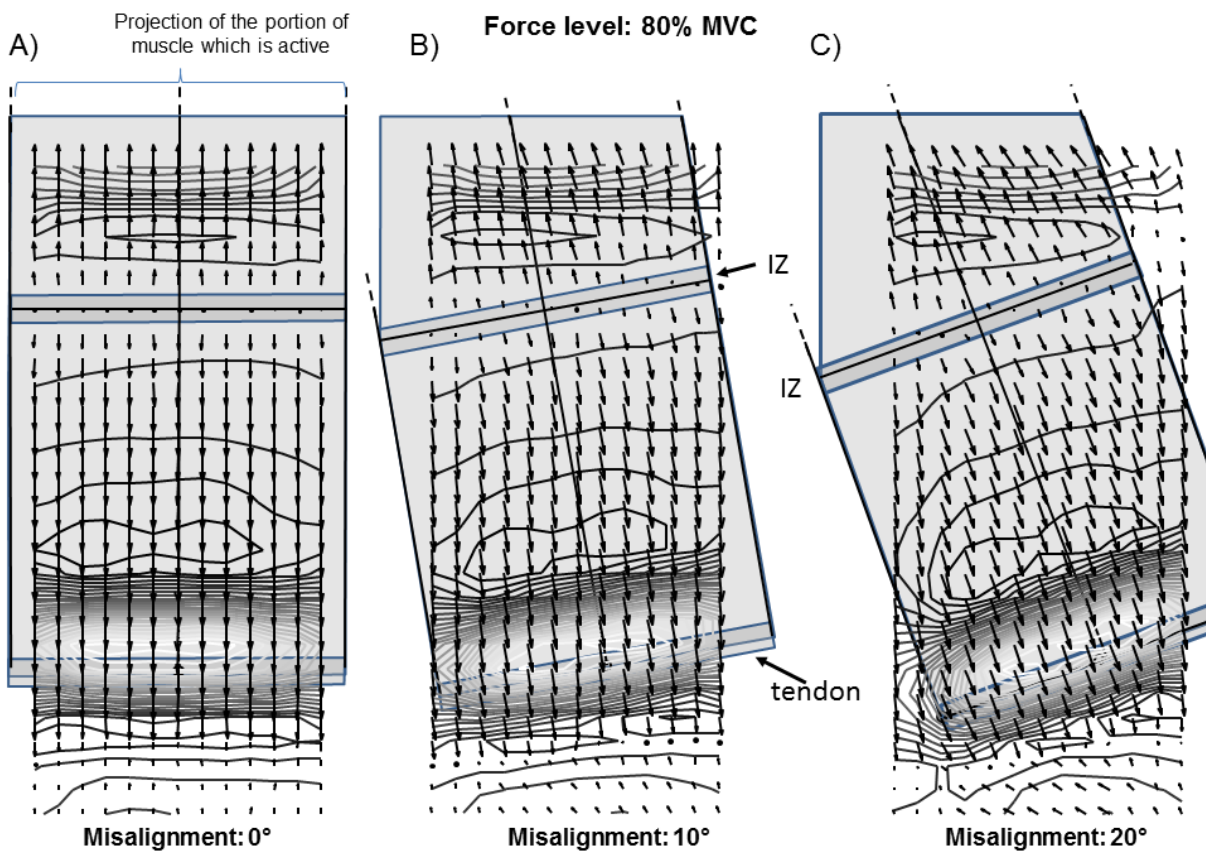 Projection of the portion of
muscle which is active
Force level: 80% MVC
A)
B)
C)
IZ
IZ
tendon
Misalignment: 0°
Misalignment: 10°
Misalignment: 20°